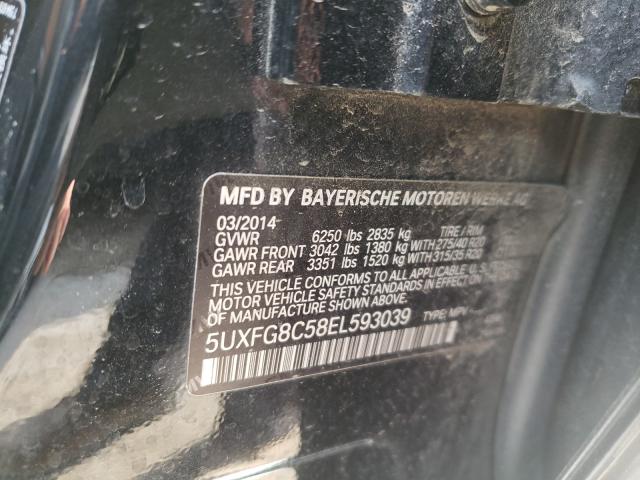 MFD BY BAYERISCHE MOTOREN WERKE AG
03/2014
GVWR 6250 lbs 2835 kg TIRE / RIM
GAWR FRONT 3042 lbs 1380 kg WITH 275/40 R20
GAWR REAR 3351 lbs 1520 kg WITH 315/35 R20
THIS VEHICLE CONFORMS TO ALL APPLICABLE U.S.
MOTOR VEHICLE SAFETY STANDARDS IN EFFECT ON
OF MANUFACTURE SHOWN ABOVE.
5UXFG8C58EL593039 TYPE: MPV